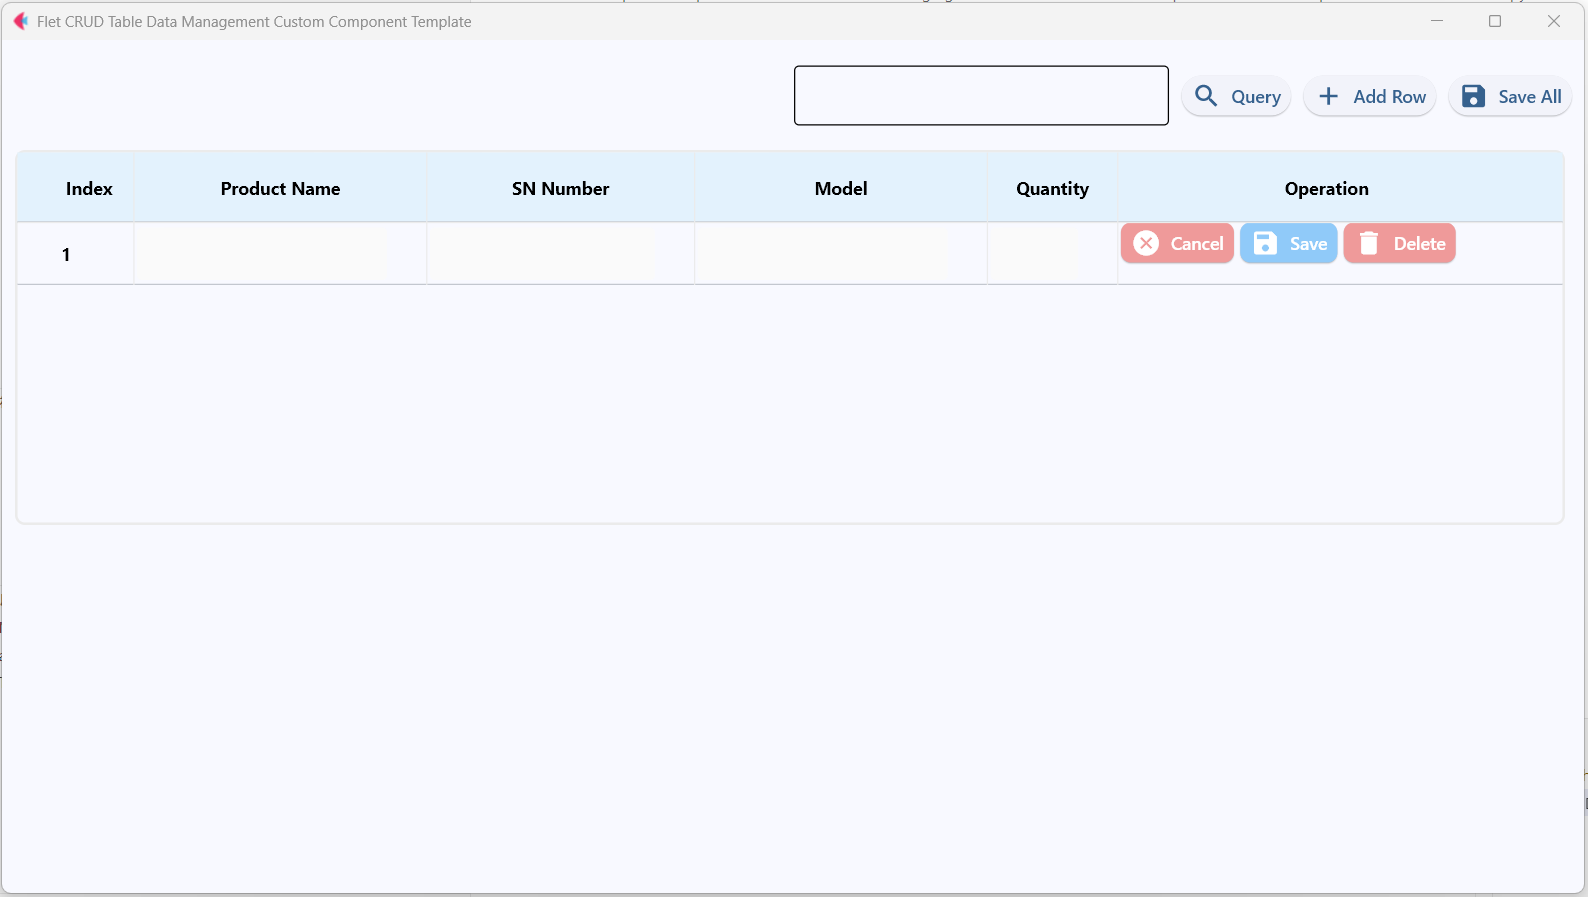 Flet CRUD Table Data Management Custom Component Template
Query
Add Row
Save All
Index Product Name SN Number Model Quantity Operation
1 Cancel Save Delete